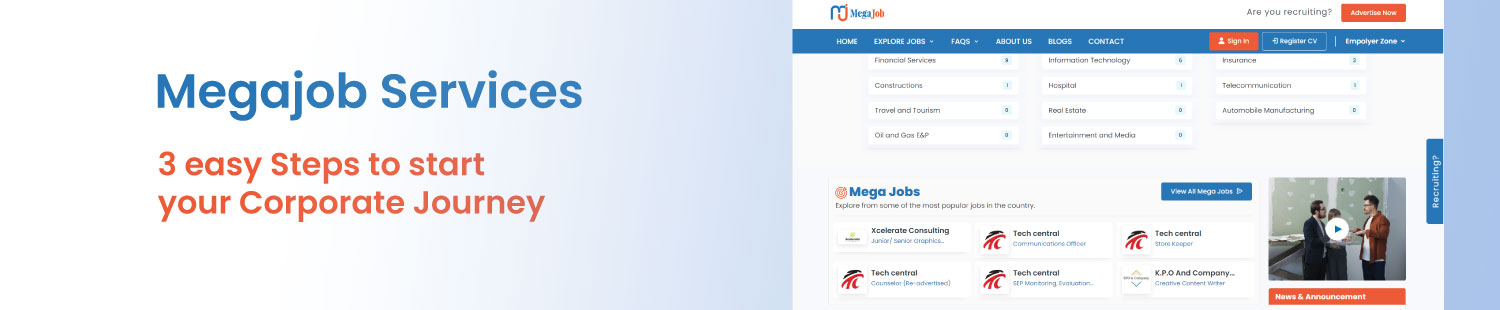 Megajob Services
3 easy Steps to start
your Corporate Journey
MegaJob
Are you recruiting?
Advertise Now
HOME
EXPLORE JOBS
FAQS
ABOUT US
BLOGS
CONTACT
Sign In
Register CV
Empolyer Zone
Financial Services
9
Information Technology
6
Insurance
2
Constructions
1
Hospital
1
Telecommunication
1
Travel and Tourism
0
Real Estate
0
Automobile Manufacturing
0
Oil and Gas E&P
0
Entertainment and Media
0
Recruiting?
Mega Jobs
View All Mega Jobs
Explore from some of the most popular jobs in the country.
Xcelerate Consulting
Junior/ Senior Graphics...
Tech central
Communications Officer
Tech central
Store Keeper
Tech central
Counselor (Re-advertised)
Tech central
SEP Monitoring, Evaluation...
K.P.O And Company...
Creative Content Writer
News & Announcement